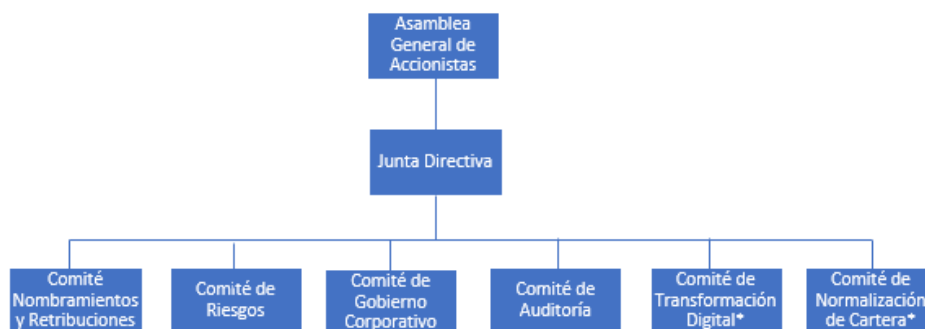 Asamblea
General de
Accionistas
Junta Directiva
Comité
Nombramientos
y Retribuciones
Comité de
Riesgos
Comité de
Gobierno
Corporativo
Comité de
Auditoría
Comité de
Transformación
Digital*
Comité de
Normalización
de Cartera*